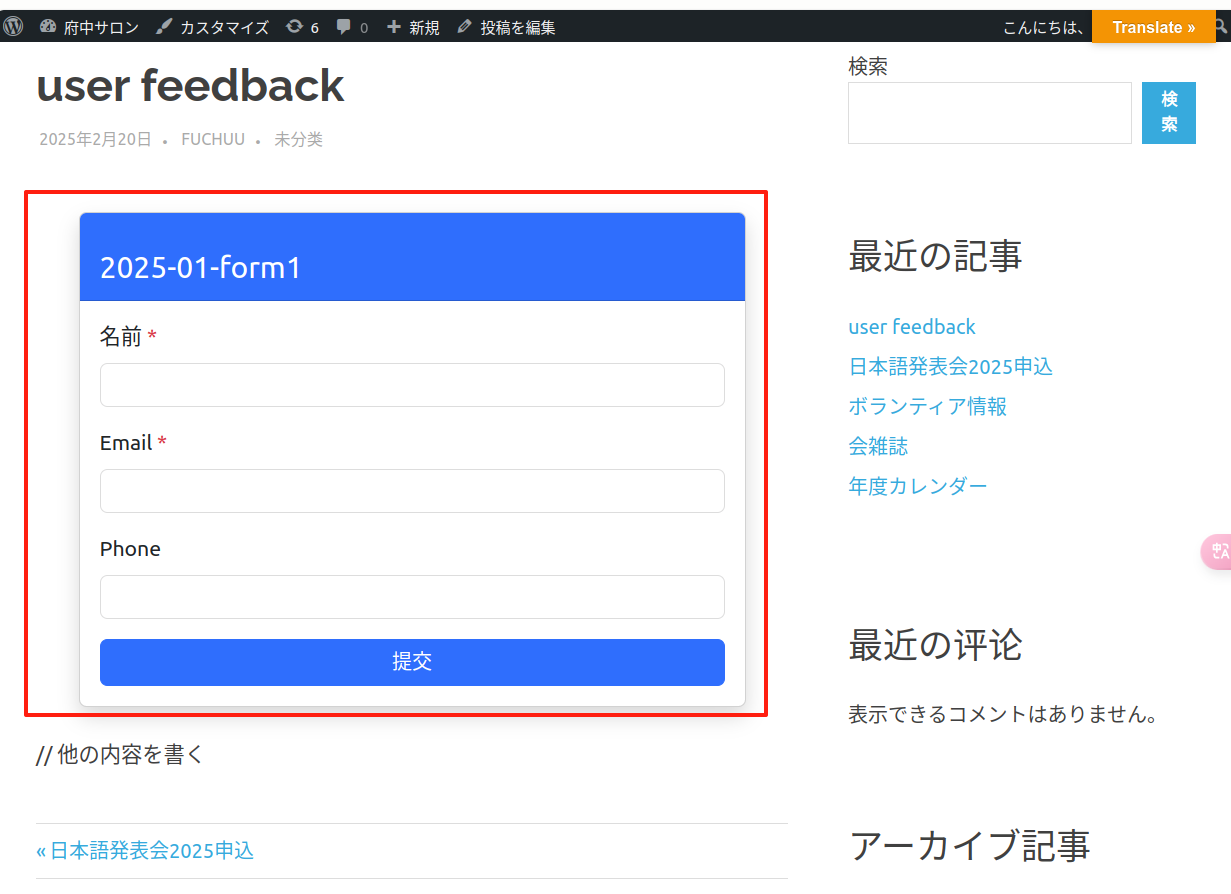 府中サロン カスタマイズ 6 0 新規 投稿を編集 こんにちは、 Translate »
user feedback
2025年2月20日 • FUCHUU • 未分类
2025-01-form1
名前 *
Email *
Phone
提交
// 他の内容を書く
« 日本語発表会2025申込
検索
検
索
最近の記事
user feedback
日本語発表会2025申込
ボランティア情報
会雑誌
年度カレンダー
最近の评论
表示できるコメントはありません。
アーカイブ記事